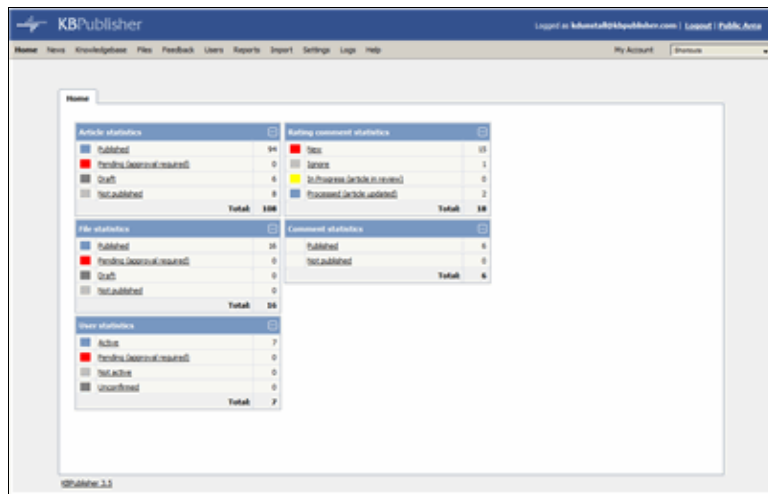 KBPublisher
Logged as kdunstall@kbpublisher.com | Logout | Public Area
Home News Knowledgebase Files Feedback Users Reports Import Settings Logs Help My Account Shortcuts
Home
Article statistics
Published 94
Pending (approval required) 0
Draft 6
Not published 8
Total: 108
Rating comment statistics
New 15
Ignore 1
In Progress (article in review) 0
Processed (article updated) 2
Total: 18
File statistics
Published 16
Pending (approval required) 0
Draft 0
Not published 0
Total: 16
Comment statistics
Published 6
Not published 0
Total: 6
User statistics
Active 7
Pending (approval required) 0
Not active 0
Unconfirmed 0
Total: 7
KBPublisher 3.5